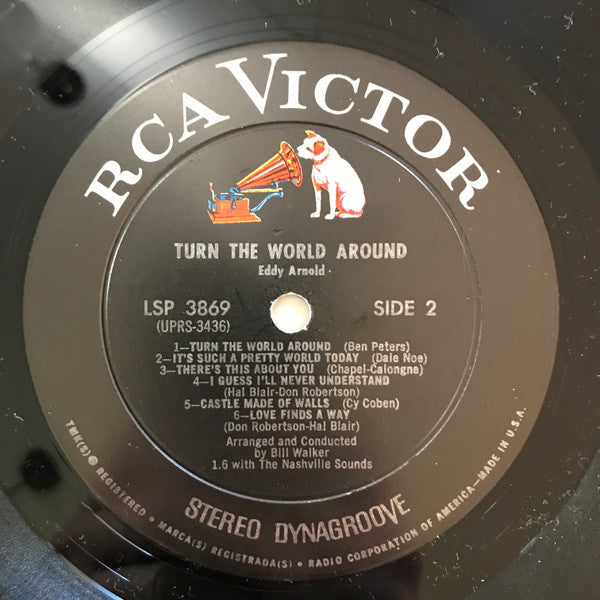 RCA VICTOR
TURN THE WORLD AROUND
Eddy Arnold
LSP 3869
(UPRS-3436)
SIDE 2
1—TURN THE WORLD AROUND (Ben Peters)
2—IT'S SUCH A PRETTY WORLD TODAY (Dale Noe)
3—THERE'S THIS ABOUT YOU (Chapel-Calongne)
4—I GUESS I'LL NEVER UNDERSTAND
(Hal Blair-Don Robertson)
5—CASTLE MADE OF WALLS (Cy Coben)
6—LOVE FINDS A WAY
(Don Robertson-Hal Blair)
Arranged and Conducted
by Bill Walker
1.6 with The Nashville Sounds
STEREO DYNAGROOVE
TMK(S) ® REGISTERED • MARCA(S) REGISTRADA(S) • RADIO CORPORATION OF AMERICA—MADE IN U.S.A.